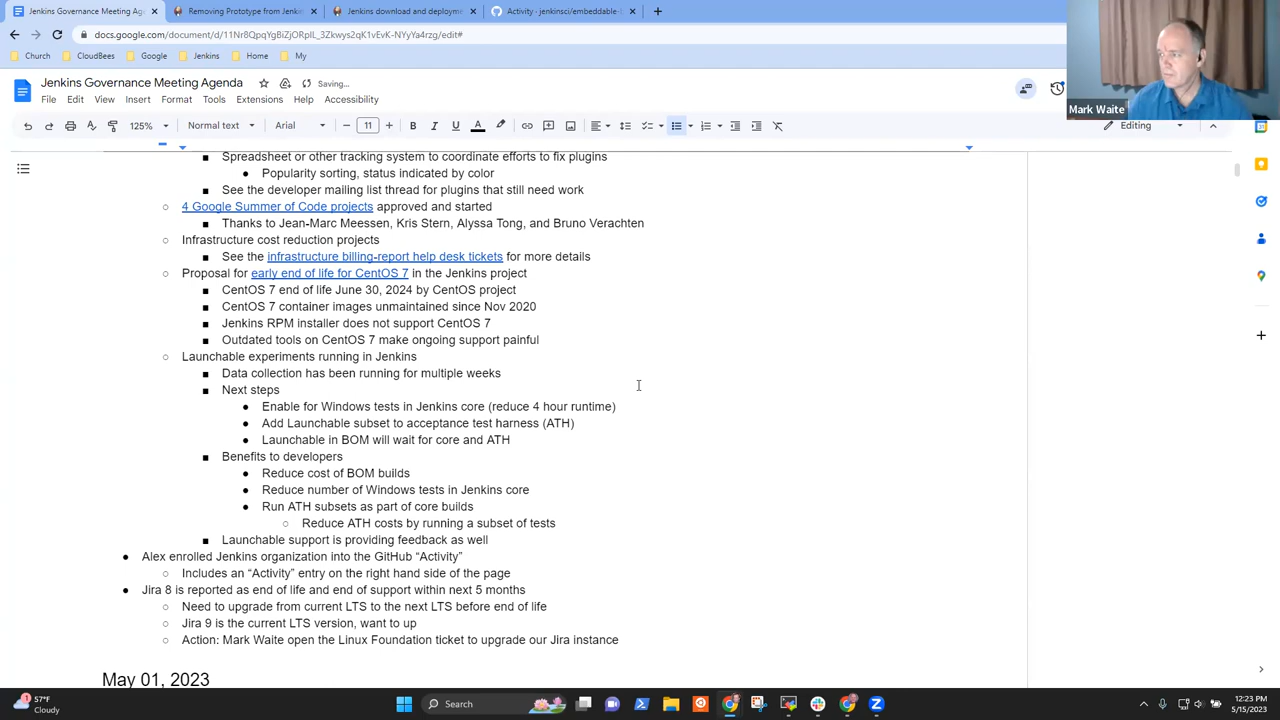 Jenkins Governance Meeting Age
Removing Prototype from Jenki
Jenkins download and deploym
Activity - jenkinsci/embeddable-
docs.google.com/document/d/11Nr8QpqYgBiZjORpIL_3Zkwys2qK1vEvK-NYyYa4rzg/edit#
Church
CloudBees
Google
Jenkins
Home
My
Jenkins Governance Meeting Agenda
Saving...
File Edit View Insert Format Tools Extensions Help Accessibility
Mark Waite
125%
Normal text
Arial
11
Editing
Spreadsheet or other tracking system to coordinate efforts to fix plugins
Popularity sorting, status indicated by color
See the developer mailing list thread for plugins that still need work
4 Google Summer of Code projects approved and started
Thanks to Jean-Marc Meessen, Kris Stern, Alyssa Tong, and Bruno Verachten
Infrastructure cost reduction projects
See the infrastructure billing-report help desk tickets for more details
Proposal for early end of life for CentOS 7 in the Jenkins project
CentOS 7 end of life June 30, 2024 by CentOS project
CentOS 7 container images unmaintained since Nov 2020
Jenkins RPM installer does not support CentOS 7
Outdated tools on CentOS 7 make ongoing support painful
Launchable experiments running in Jenkins
Data collection has been running for multiple weeks
Next steps
Enable for Windows tests in Jenkins core (reduce 4 hour runtime)
Add Launchable subset to acceptance test harness (ATH)
Launchable in BOM will wait for core and ATH
Benefits to developers
Reduce cost of BOM builds
Reduce number of Windows tests in Jenkins core
Run ATH subsets as part of core builds
Reduce ATH costs by running a subset of tests
Launchable support is providing feedback as well
Alex enrolled Jenkins organization into the GitHub “Activity”
Includes an “Activity” entry on the right hand side of the page
Jira 8 is reported as end of life and end of support within next 5 months
Need to upgrade from current LTS to the next LTS before end of life
Jira 9 is the current LTS version, want to up
Action: Mark Waite open the Linux Foundation ticket to upgrade our Jira instance
May 01, 2023
57°F
Cloudy
Search
12:23 PM
5/15/2023